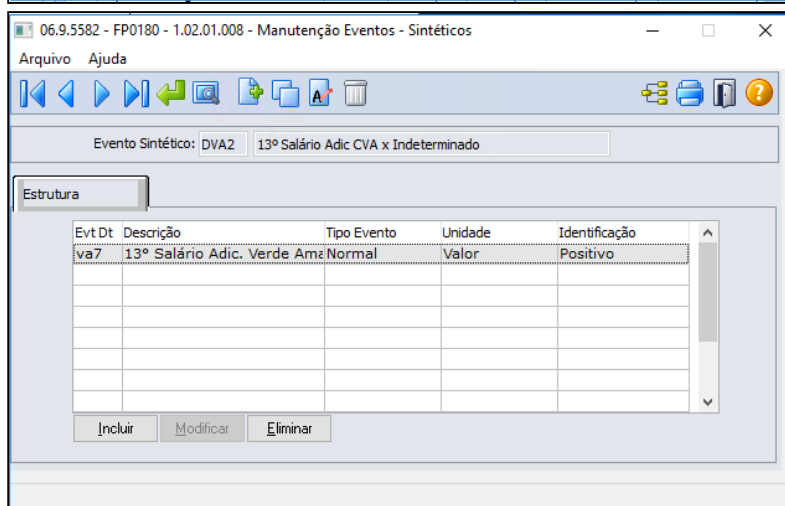 06.9.5582 - FP0180 - 1.02.01.008 - Manutenção Eventos - Sintéticos
Arquivo Ajuda
Evento Sintético: DVA2 13º Salário Adic CVA x Indeterminado
Estrutura
Evt Dt Descrição Tipo Evento Unidade Identificação
va7 13º Salário Adic. Verde Ama Normal Valor Positivo
Incluir Modificar Eliminar